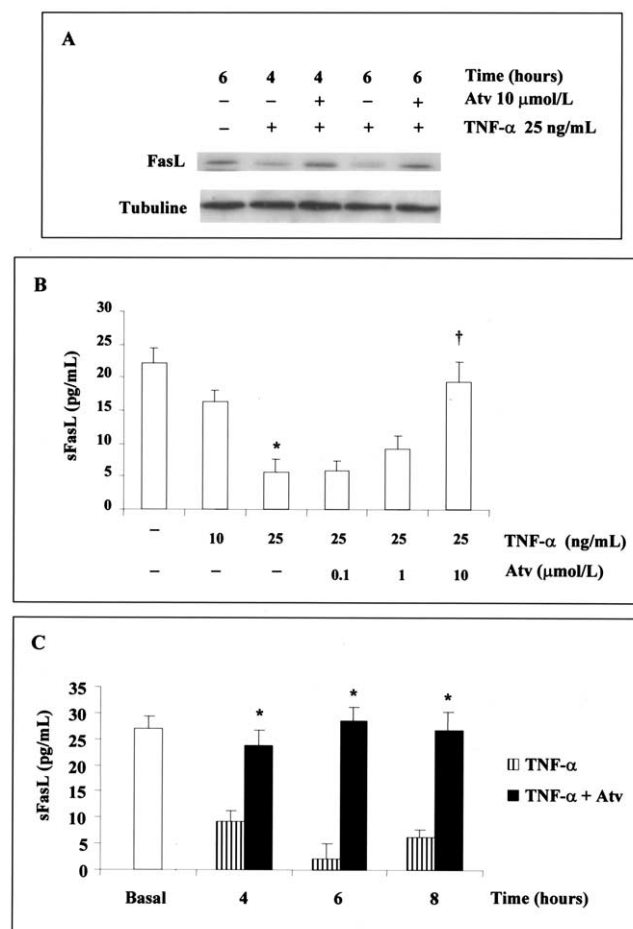 A
6 4 4 6 6 Time (hours)
– – + – + Atv 10 μmol/L
– + + + + TNF-α 25 ng/mL
FasL
Tubuline
B
30
25
20
15
10
5
0
sFasL (pg/mL)
*
†
– 10 25 25 25 25 TNF-α (ng/mL)
– – – 0.1 1 10 Atv (μmol/L)
C
35
30
25
20
15
10
5
0
sFasL (pg/mL)
* * *
TNF-α
TNF-α + Atv
Basal 4 6 8 Time (hours)